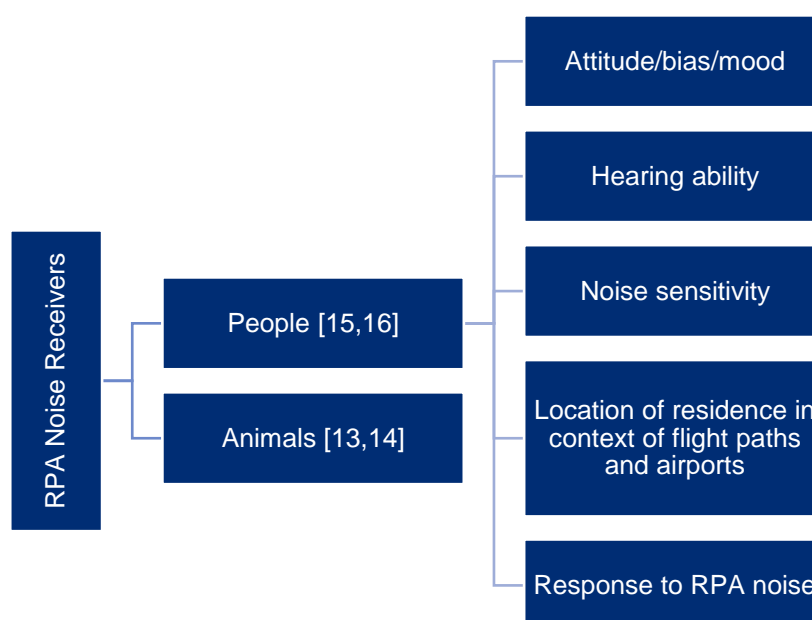 RPA Noise Receivers
People [15,16]
Animals [13,14]
Attitude/bias/mood
Hearing ability
Noise sensitivity
Location of residence in
context of flight paths
and airports
Response to RPA noise